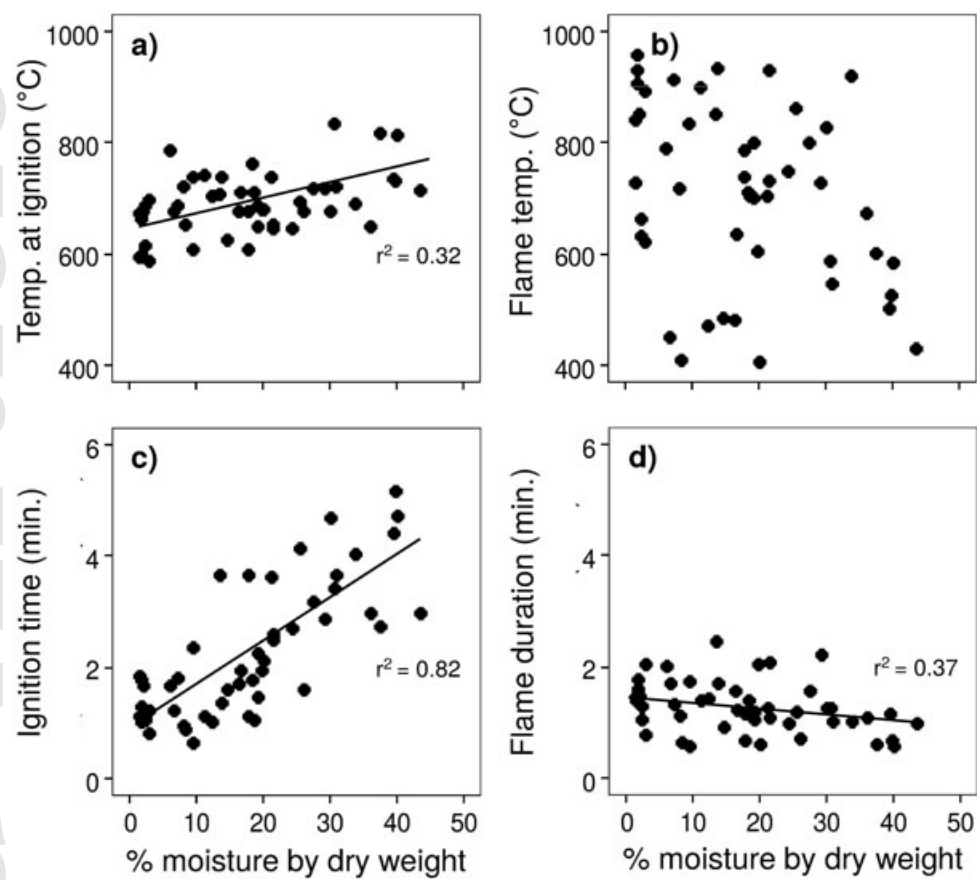 a)
1000
800
600
400
Temp. at ignition (°C)
r² = 0.32
b)
1000
800
600
400
Flame temp. (°C)
c)
6
4
2
0
Ignition time (min.)
r² = 0.82
0 10 20 30 40 50
% moisture by dry weight
d)
6
4
2
0
Flame duration (min.)
r² = 0.37
0 10 20 30 40 50
% moisture by dry weight